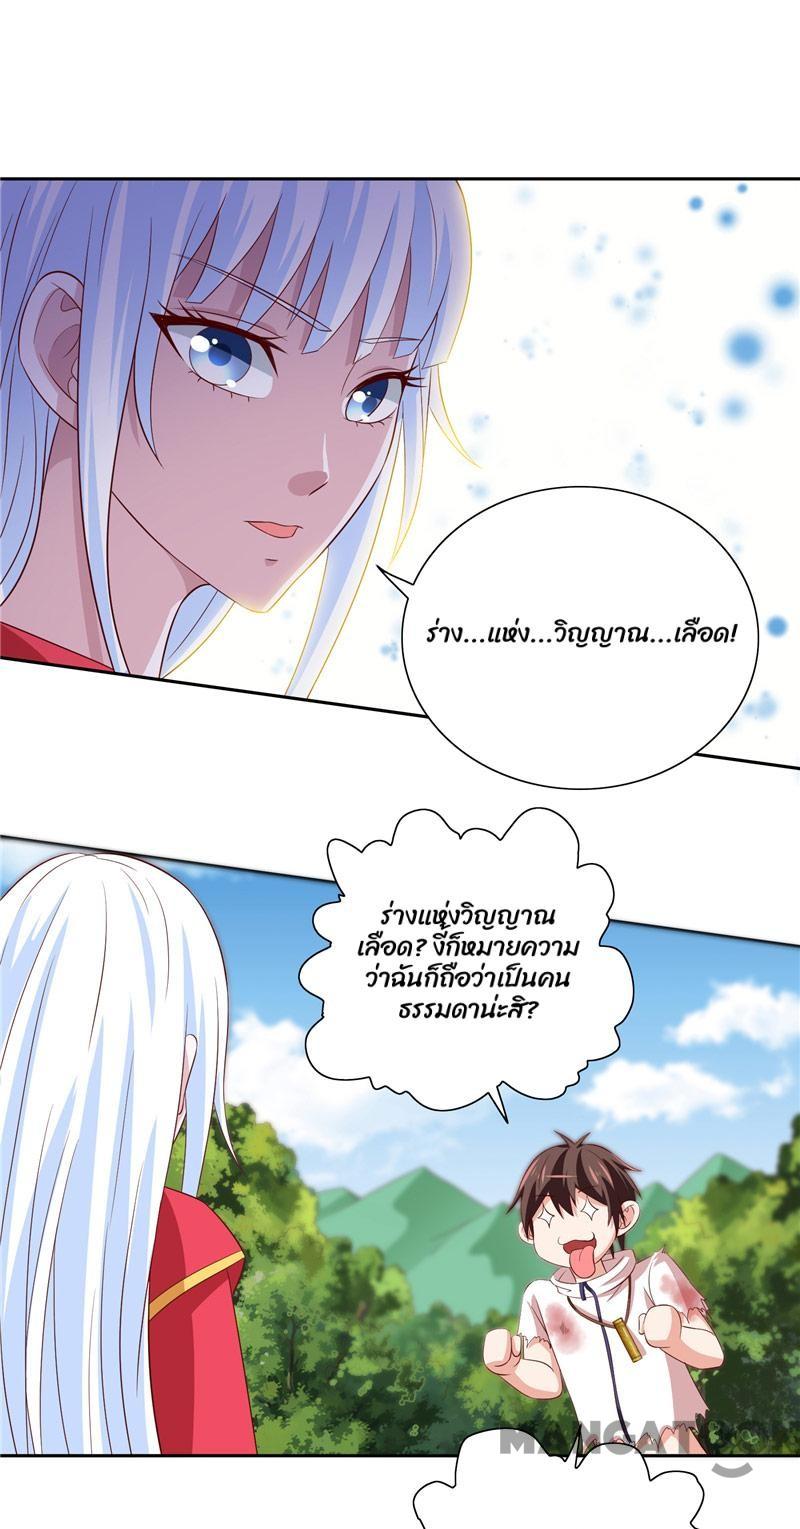 ร่าง...แห่ง...วิญญาณ...เลือด!
ร่างแห่งวิญญาณ
เลือด? งี้ก็หมายความ
ว่าฉันก็ถือว่าเป็นคน
ธรรมดาน่ะสิ?
MANGATOON